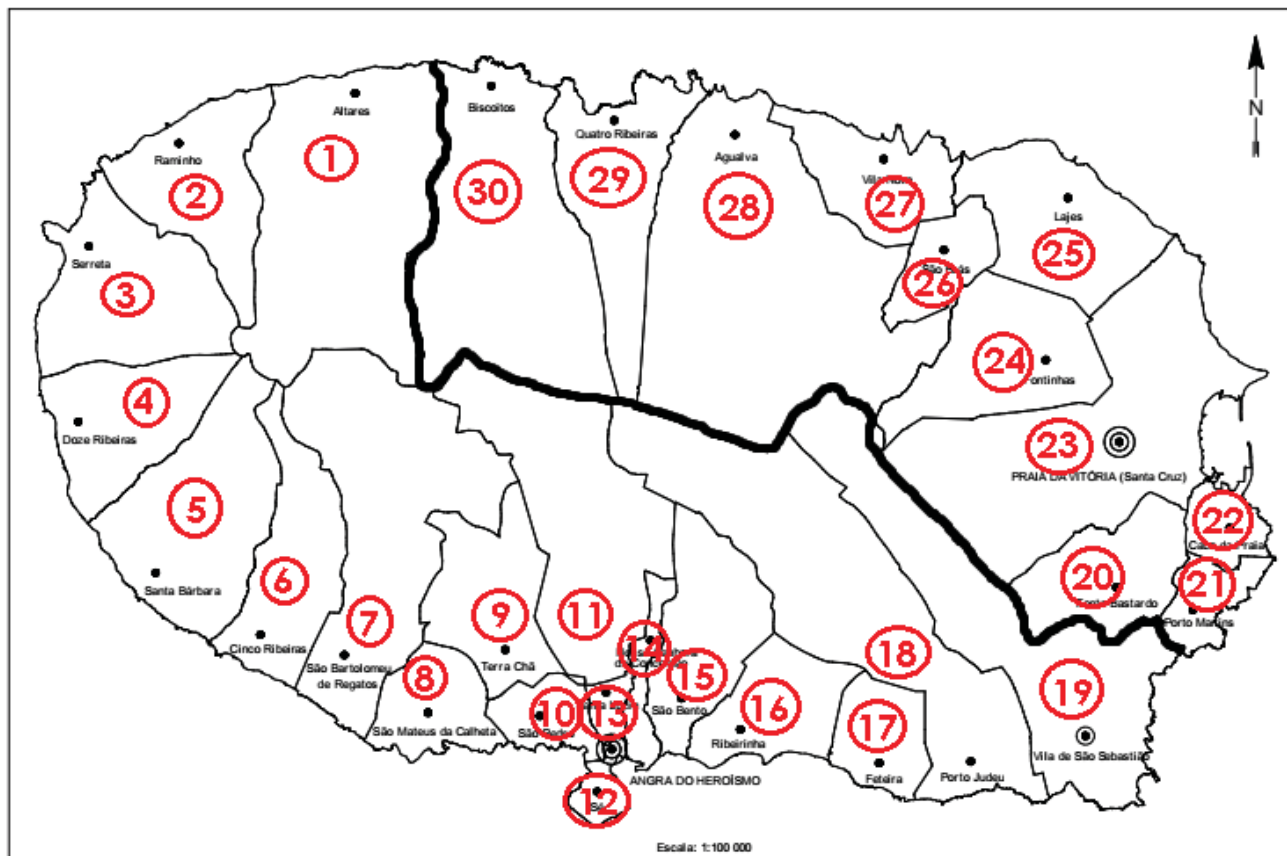 N
Altares
1
Biscoitos
30
Quatro Ribeiras
29
Agualva
28
27
Raminho
2
Lajes
25
Serreta
3
26
24
Fontinhas
4
Doze Ribeiras
23
PRAIA DA VITÓRIA (Santa Cruz)
5
22
Santa Bárbara
6
20
21
Porto Martins
Cinco Ribeiras
7
São Bartolomeu
de Regatos
8
São Mateus da Calheta
9
Terra Chã
11
14
15
São Bento
18
19
Vila de São Sebastião
10
13
16
Ribeirinha
17
Feteira
Porto Judeu
ANGRA DO HEROÍSMO
12
Escala: 1:100 000